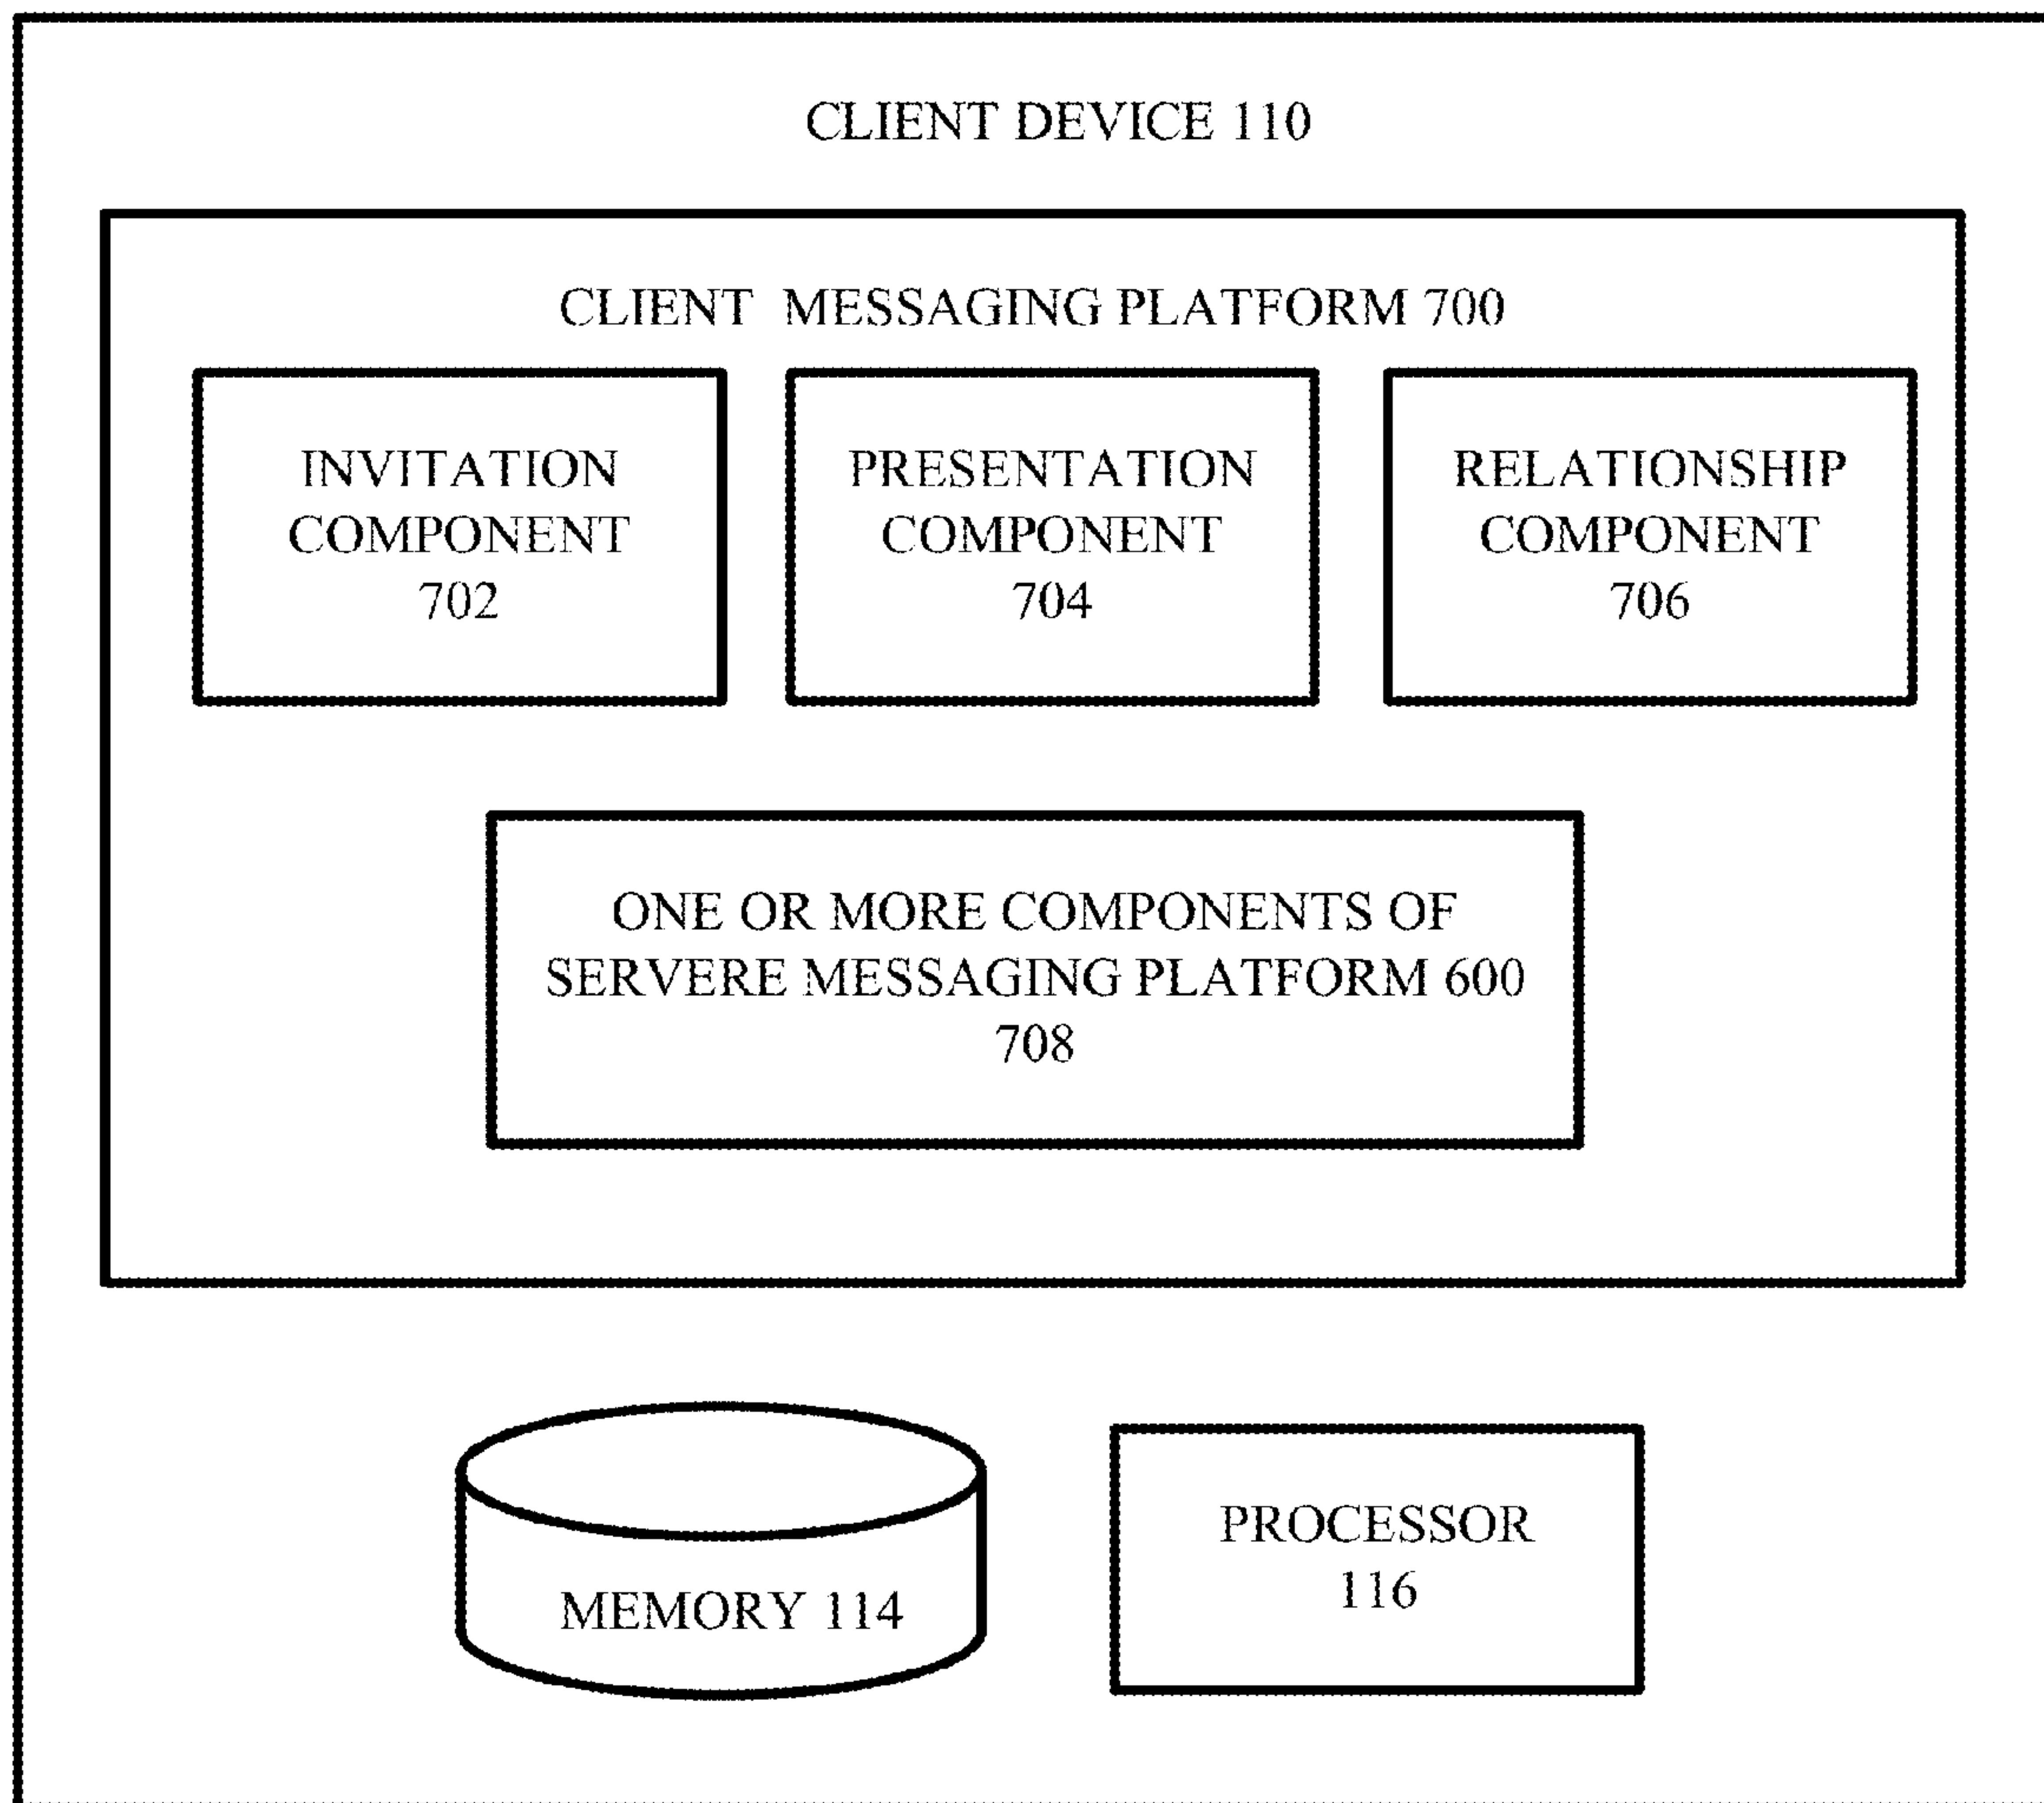 CLIENT DEVICE 110
CLIENT MESSAGING PLATFORM 700
INVITATION
COMPONENT
702
PRESENTATION
COMPONENT
704
RELATIONSHIP
COMPONENT
706
ONE OR MORE COMPONENTS OF
SERVERE MESSAGING PLATFORM 600
708
MEMORY 114
PROCESSOR
116